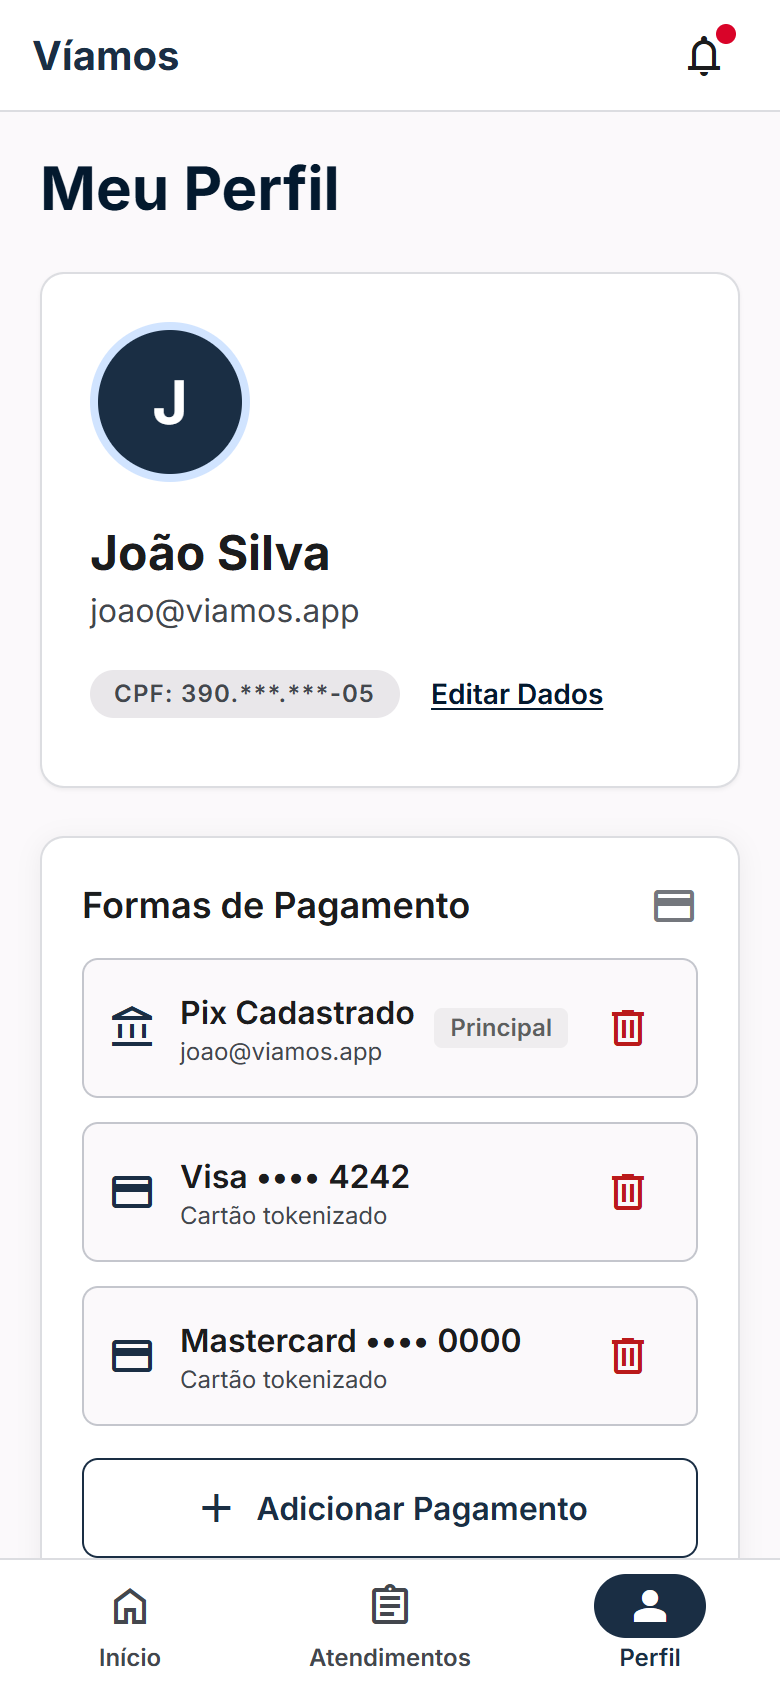 Víamos
Meu Perfil
J
João Silva
joao@viamos.app
CPF: 390.***.***-05 Editar Dados
Formas de Pagamento
Pix Cadastrado Principal
joao@viamos.app
Visa •••• 4242
Cartão tokenizado
Mastercard •••• 0000
Cartão tokenizado
+ Adicionar Pagamento
Início Atendimentos Perfil